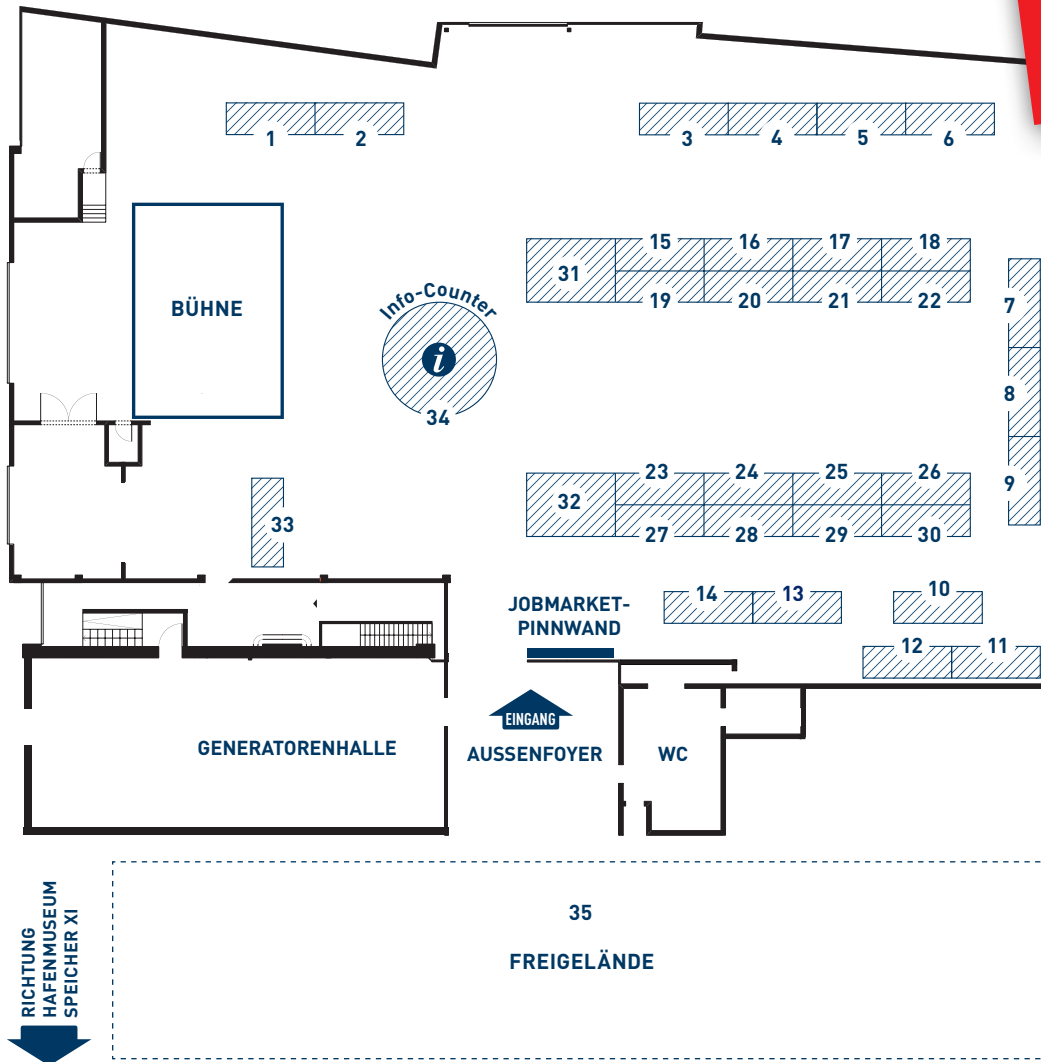 1
2
3
4
5
6
15
16
17
18
31
19
20
21
22
7
8
9
BÜHNE
Info-Counter
i
34
23
24
25
26
32
27
28
29
30
33
14
13
10
12
11
JOBMARKET-
PINNWAND
EINGANG
AUSSENFOYER
WC
GENERATORENHALLE
35
FREIGELÄNDE
RICHTUNG
HAFENMUSEUM
SPEICHER XI